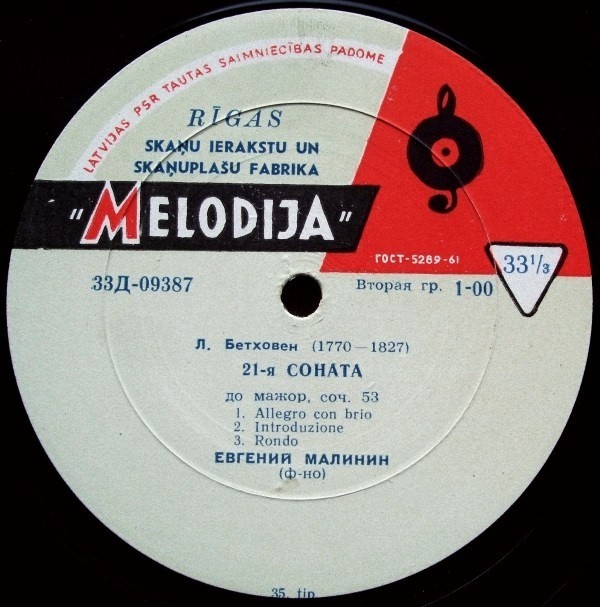 LATVIJAS PSR TAUTAS SAIMNIECĪBAS PADOME
RĪGAS
SKAŅU IERAKSTU UN
SKAŅUPLAŠU FABRIKA
"MELODIJA"
ГОСТ-5289-61
33⅓
33Д-09387
Вторая гр. 1-00
Л. Бетховен (1770—1827)
21-я СОНАТА
до мажор, соч. 53
1. Allegro con brio
2. Introduzione
3. Rondo
ЕВГЕНИЙ МАЛИНИН
(ф-но)
35. tip.